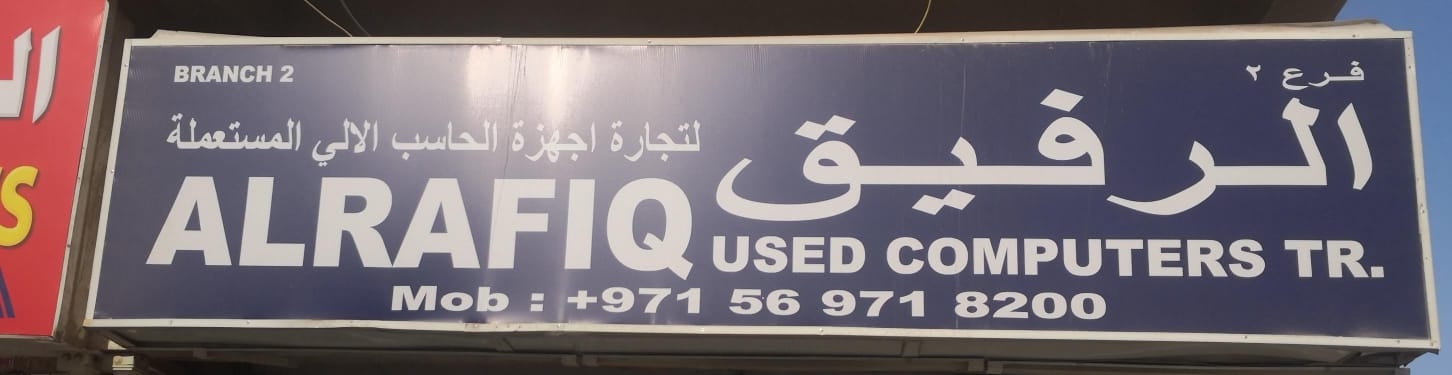 BRANCH 2
فرع ٢
الرفيق
لتجارة اجهزة الحاسب الالي المستعملة
ALRAFIQ USED COMPUTERS TR.
Mob : +971 56 971 8200